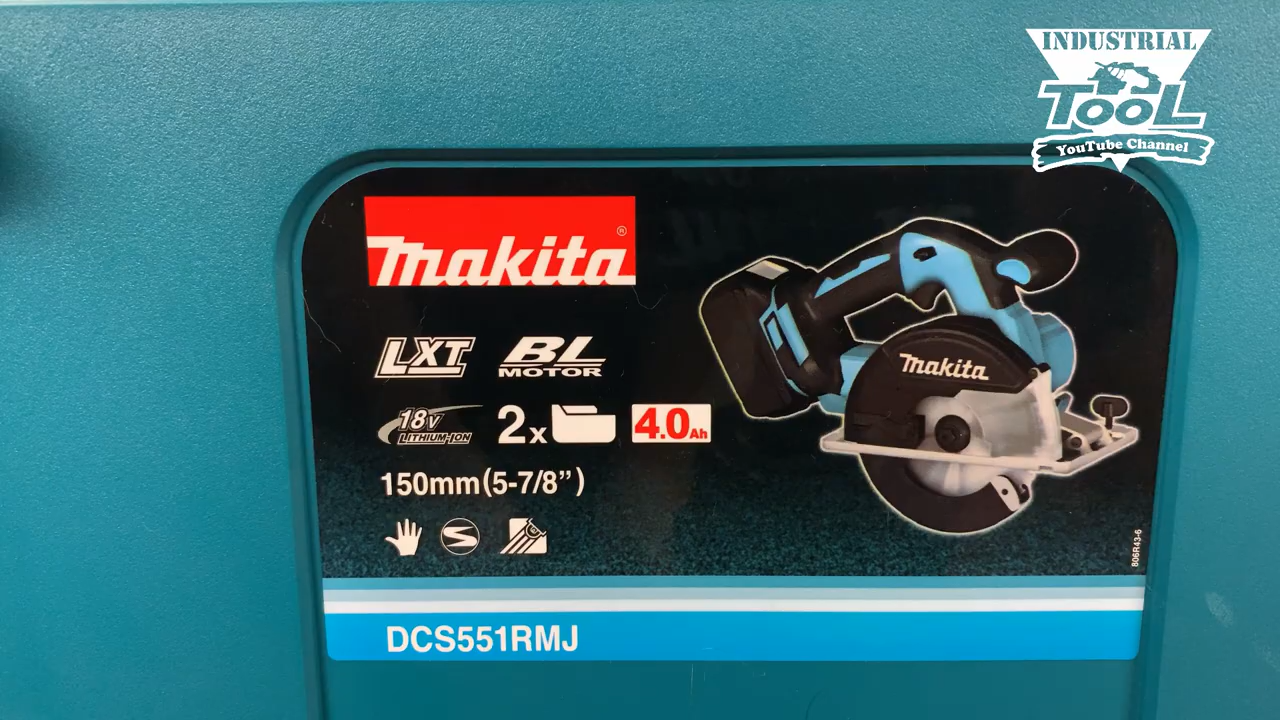 INDUSTRIAL
TOOL
YouTube Channel
makita®
LXT
BL
MOTOR
18V
LITHIUM-ION
2x
4.0Ah
150mm(5-7/8”)
makita
806R43-6
DCS551RMJ